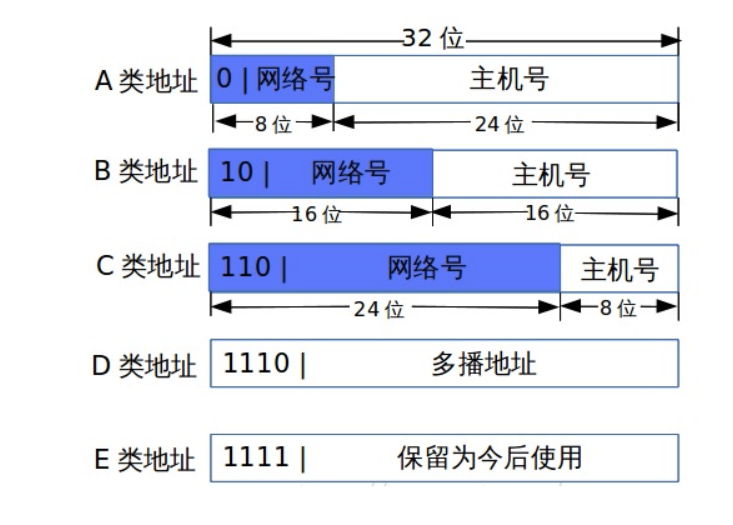 32 位
A 类地址 0 | 网络号 主机号
8 位 24 位
B 类地址 10 | 网络号 主机号
16 位 16 位
C 类地址 110 | 网络号 主机号
24 位 8 位
D 类地址 1110 | 多播地址
E 类地址 1111 | 保留为今后使用